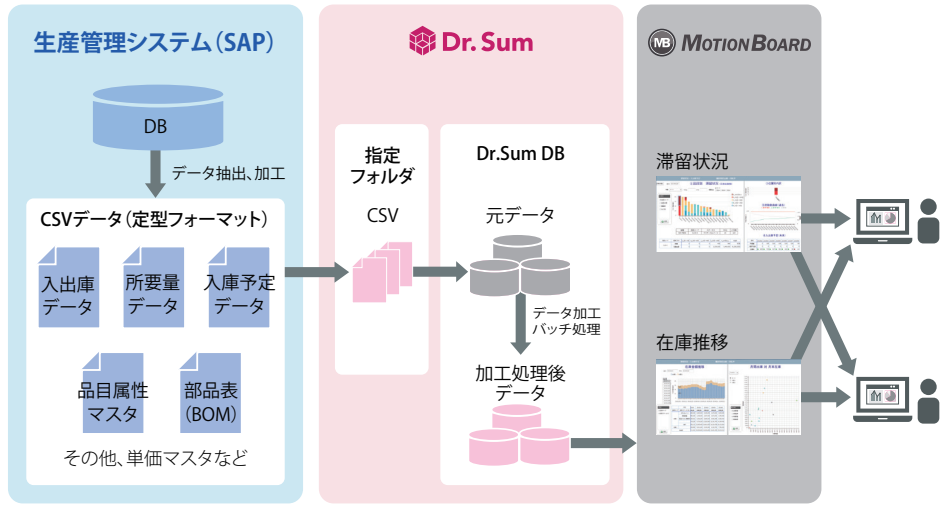 生産管理システム（SAP）
DB
データ抽出、加工
CSVデータ（定型フォーマット）
入出庫
データ
所要量
データ
入庫予定
データ
品目属性
マスタ
部品表
（BOM）
その他、単価マスタなど
Dr.Sum
指定
フォルダ
CSV
Dr.Sum DB
元データ
データ加工
バッチ処理
加工処理後
データ
MB MOTIONBOARD
滞留状況
在庫推移